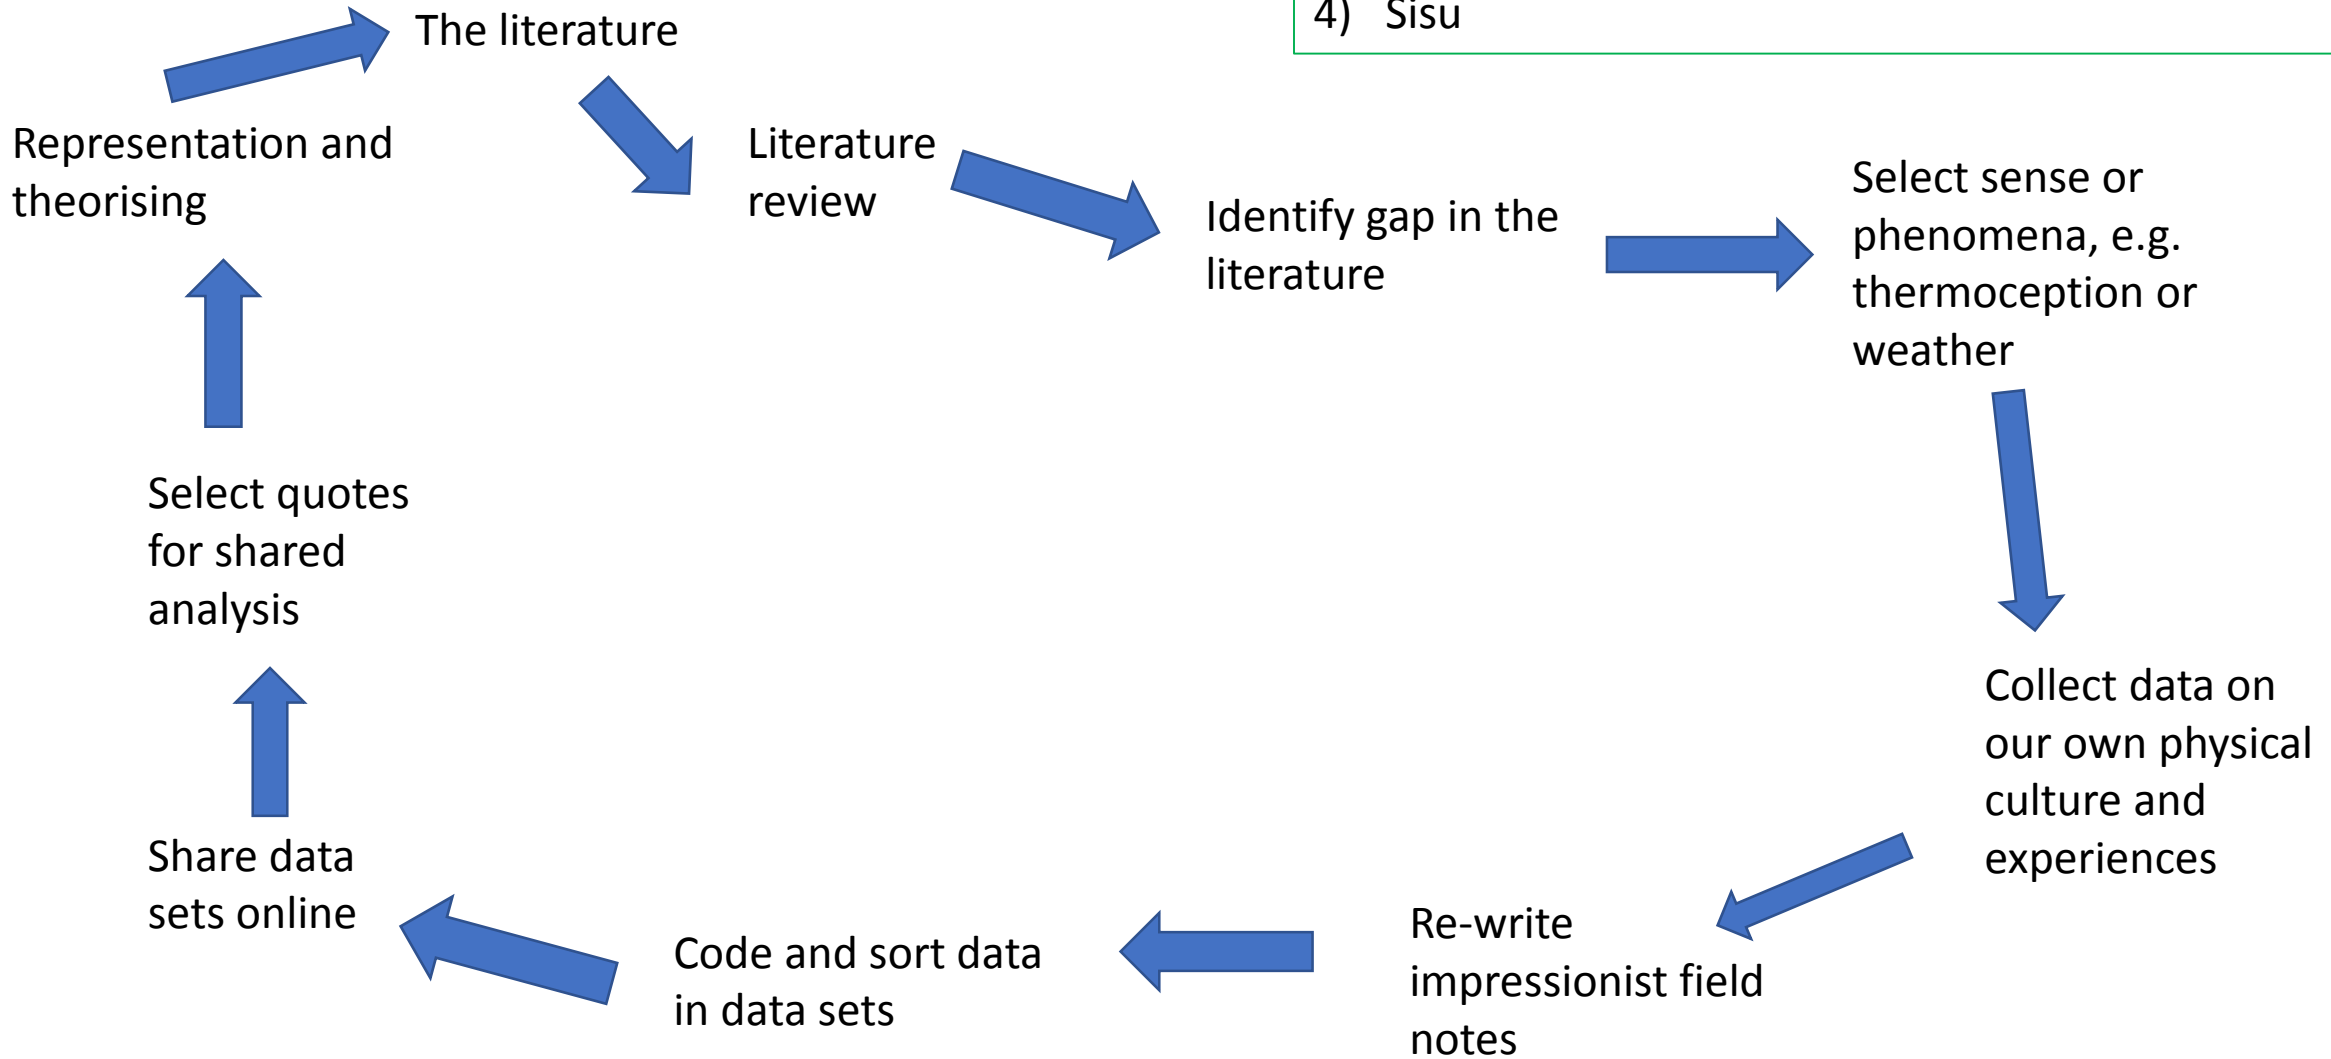 4) Sisu
The literature
Representation and
theorising
Literature
review
Identify gap in the
literature
Select sense or
phenomena, e.g.
thermoception or
weather
Collect data on
our own physical
culture and
experiences
Re-write
impressionist field
notes
Code and sort data
in data sets
Share data
sets online
Select quotes
for shared
analysis